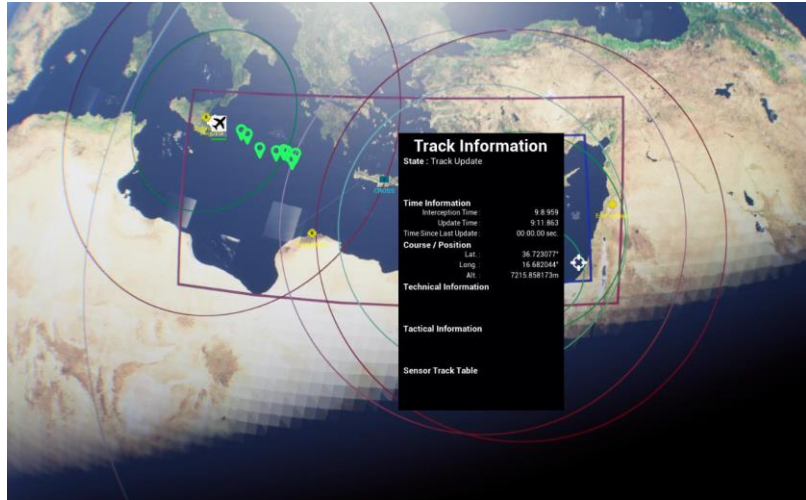 Track Information
State : Track Update
Time Information
Interception Time : 9:8:959
Update Time : 9:11.863
Time Since Last Update : 00:00.00 sec.
Course / Position
Lat. : 36.723077°
Long : 16.682044°
Alt. : 7215.858173m
Technical Information
Tactical Information
Sensor Track Table